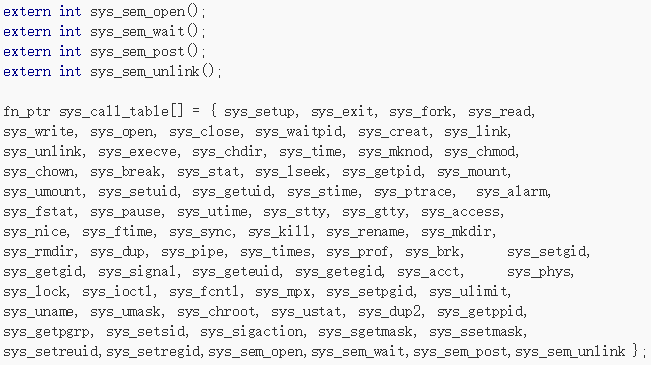 extern int sys_sem_open();
extern int sys_sem_wait();
extern int sys_sem_post();
extern int sys_sem_unlink();
fn_ptr sys_call_table[] = { sys_setup, sys_exit, sys_fork, sys_read,
sys_write, sys_open, sys_close, sys_waitpid, sys_creat, sys_link,
sys_unlink, sys_execve, sys_chdir, sys_time, sys_mknod, sys_chmod,
sys_chown, sys_break, sys_stat, sys_lseek, sys_getpid, sys_mount,
sys_umount, sys_setuid, sys_getuid, sys_stime, sys_ptrace, sys_alarm,
sys_fstat, sys_pause, sys_utime, sys_stty, sys_gtty, sys_access,
sys_nice, sys_ftime, sys_sync, sys_kill, sys_rename, sys_mkdir,
sys_rmdir, sys_dup, sys_pipe, sys_times, sys_prof, sys_brk, sys_setgid,
sys_getgid, sys_signal, sys_geteuid, sys_getegid, sys_acct, sys_phys,
sys_lock, sys_ioctl, sys_fcntl, sys_mpx, sys_setpgid, sys_ulimit,
sys_uname, sys_umask, sys_chroot, sys_ustat, sys_dup2, sys_getppid,
sys_getpgrp, sys_setsid, sys_sigaction, sys_sgetmask, sys_ssetmask,
sys_setreuid,sys_setregid,sys_sem_open,sys_sem_wait,sys_sem_post,sys_sem_unlink };